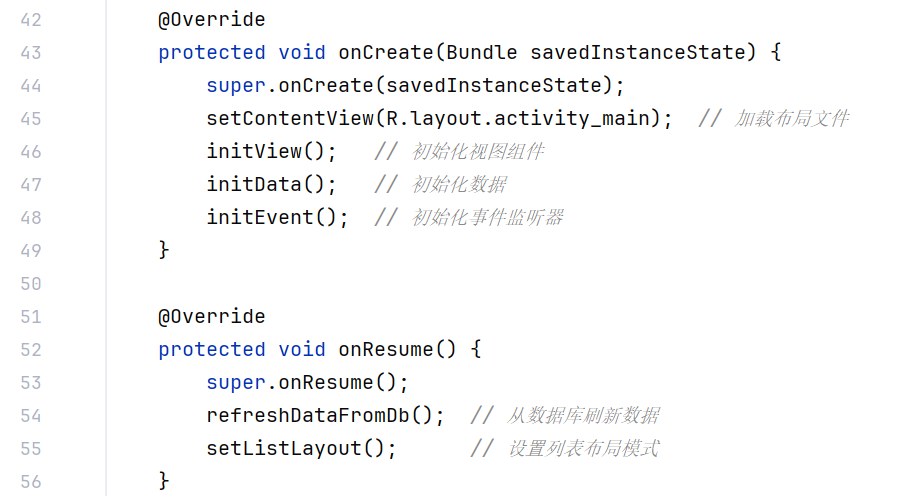 42 @Override
43 protected void onCreate(Bundle savedInstanceState) {
44 super.onCreate(savedInstanceState);
45 setContentView(R.layout.activity_main); // 加载布局文件
46 initView(); // 初始化视图组件
47 initData(); // 初始化数据
48 initEvent(); // 初始化事件监听器
49 }
50
51 @Override
52 protected void onResume() {
53 super.onResume();
54 refreshDataFromDb(); // 从数据库刷新数据
55 setListLayout(); // 设置列表布局模式
56 }